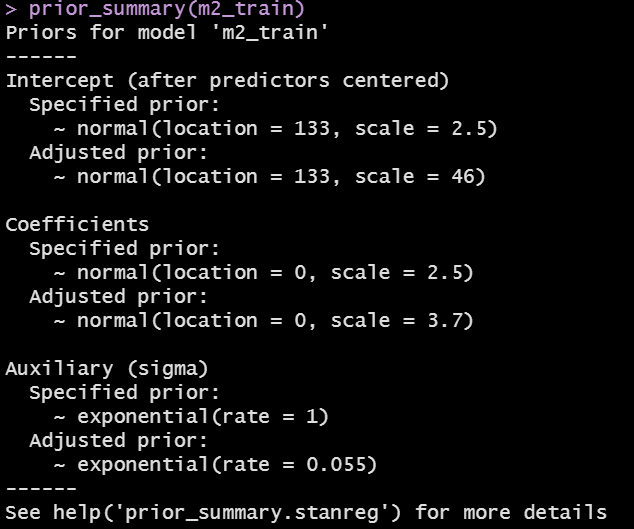 > prior_summary(m2_train)
Priors for model 'm2_train'
------
Intercept (after predictors centered)
  Specified prior:
    ~ normal(location = 133, scale = 2.5)
  Adjusted prior:
    ~ normal(location = 133, scale = 46)

Coefficients
  Specified prior:
    ~ normal(location = 0, scale = 2.5)
  Adjusted prior:
    ~ normal(location = 0, scale = 3.7)

Auxiliary (sigma)
  Specified prior:
    ~ exponential(rate = 1)
  Adjusted prior:
    ~ exponential(rate = 0.055)
------
See help('prior_summary.stanreg') for more details